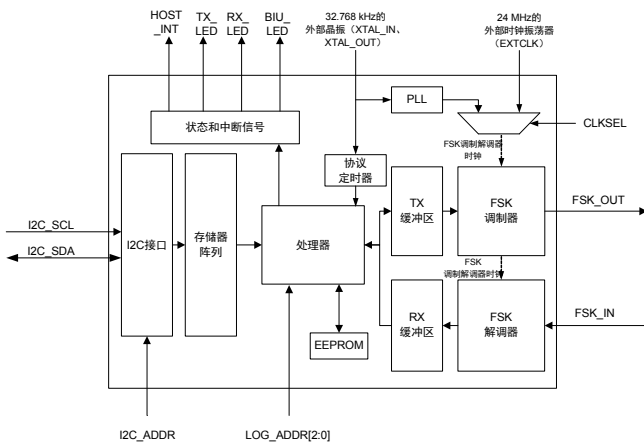 HOST
_INT
TX_
LED
RX_
LED
BIU_
LED
32.768 kHz的
外部晶振（XTAL_IN、
XTAL_OUT）
24 MHz的
外部时钟振荡器
（EXTCLK）
PLL
CLKSEL
状态和中断信号
FSK调制解调器
时钟
协议
定时器
I2C_SCL
I2C_SDA
I2C接口
存储器
阵列
处理器
TX
缓冲区
FSK
调制器
FSK_OUT
FSK
调制解调器时钟
RX
缓冲区
FSK
解调器
FSK_IN
EEPROM
I2C_ADDR
LOG_ADDR[2:0]